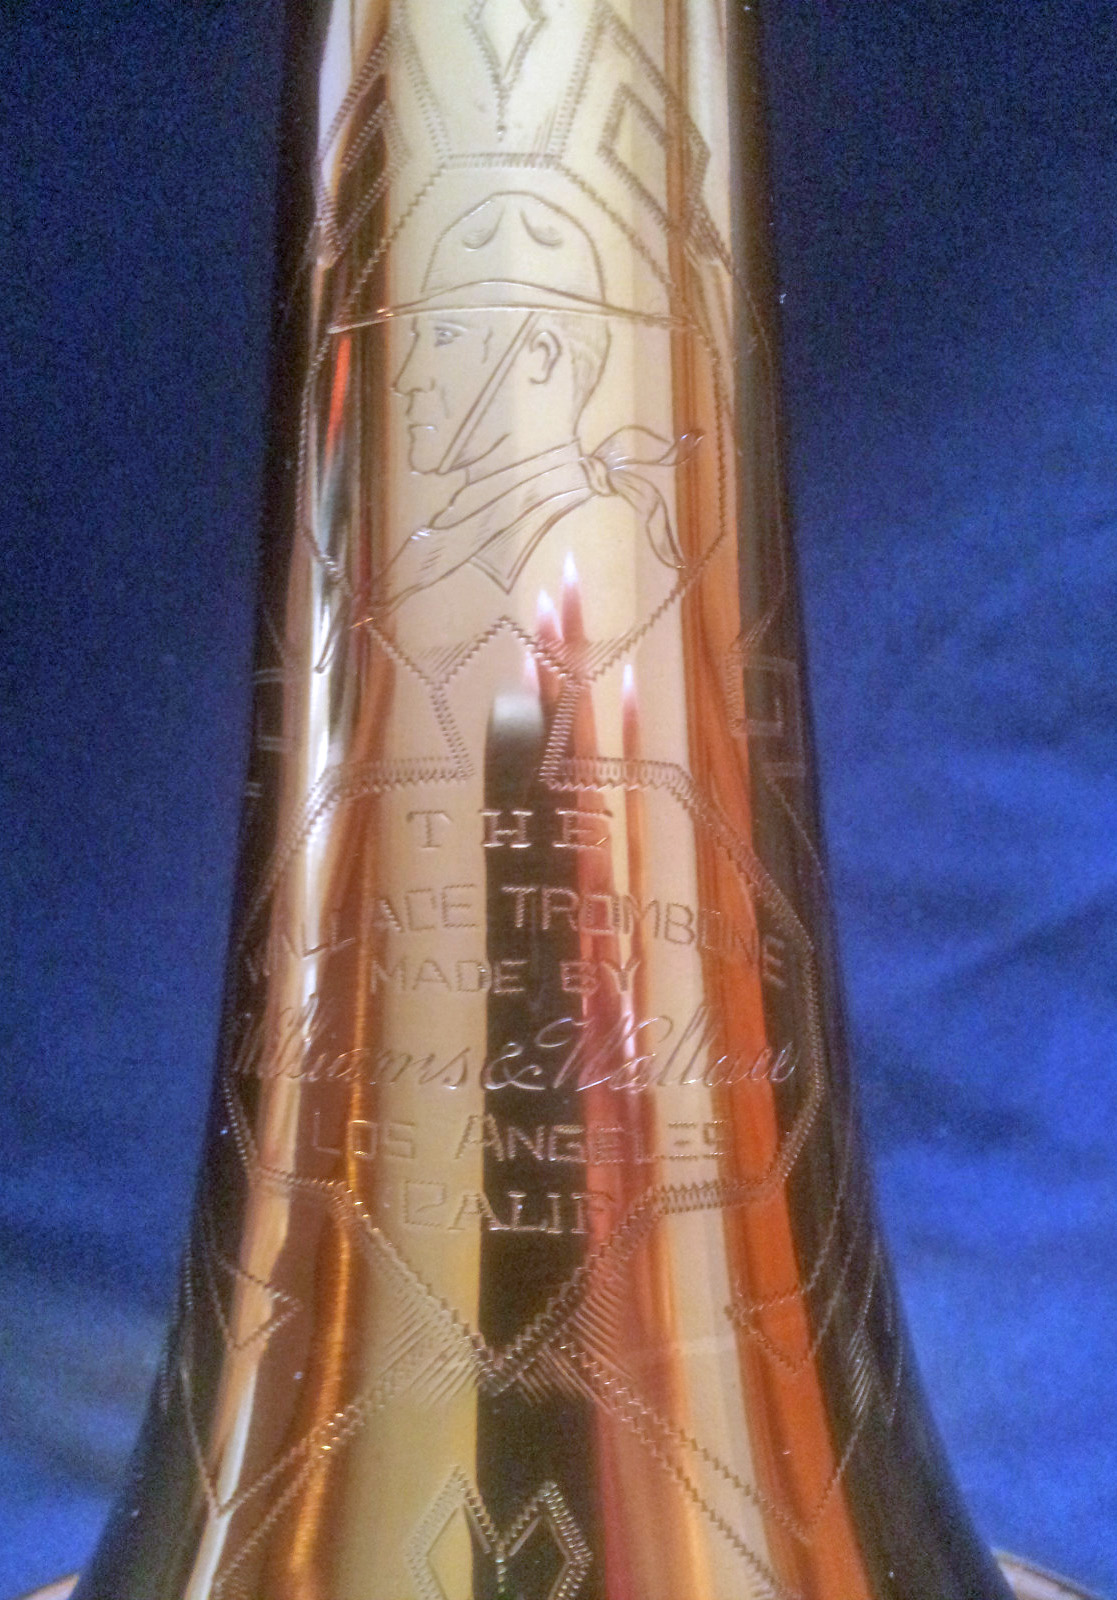 THE
WALLACE TROMBONE
MADE BY
Williams & Wallace
LOS ANGELES
CALIF